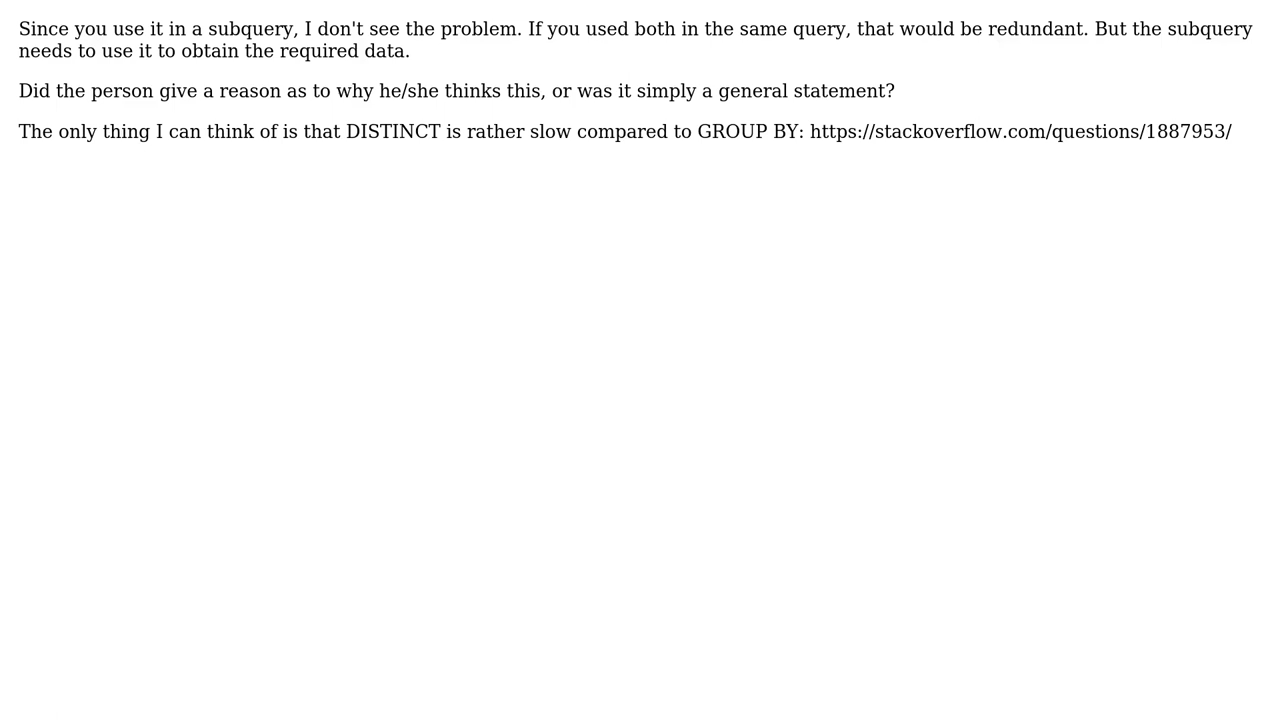 Since you use it in a subquery, I don't see the problem. If you used both in the same query, that would be redundant. But the subquery
needs to use it to obtain the required data.
Did the person give a reason as to why he/she thinks this, or was it simply a general statement?
The only thing I can think of is that DISTINCT is rather slow compared to GROUP BY: https://stackoverflow.com/questions/1887953/